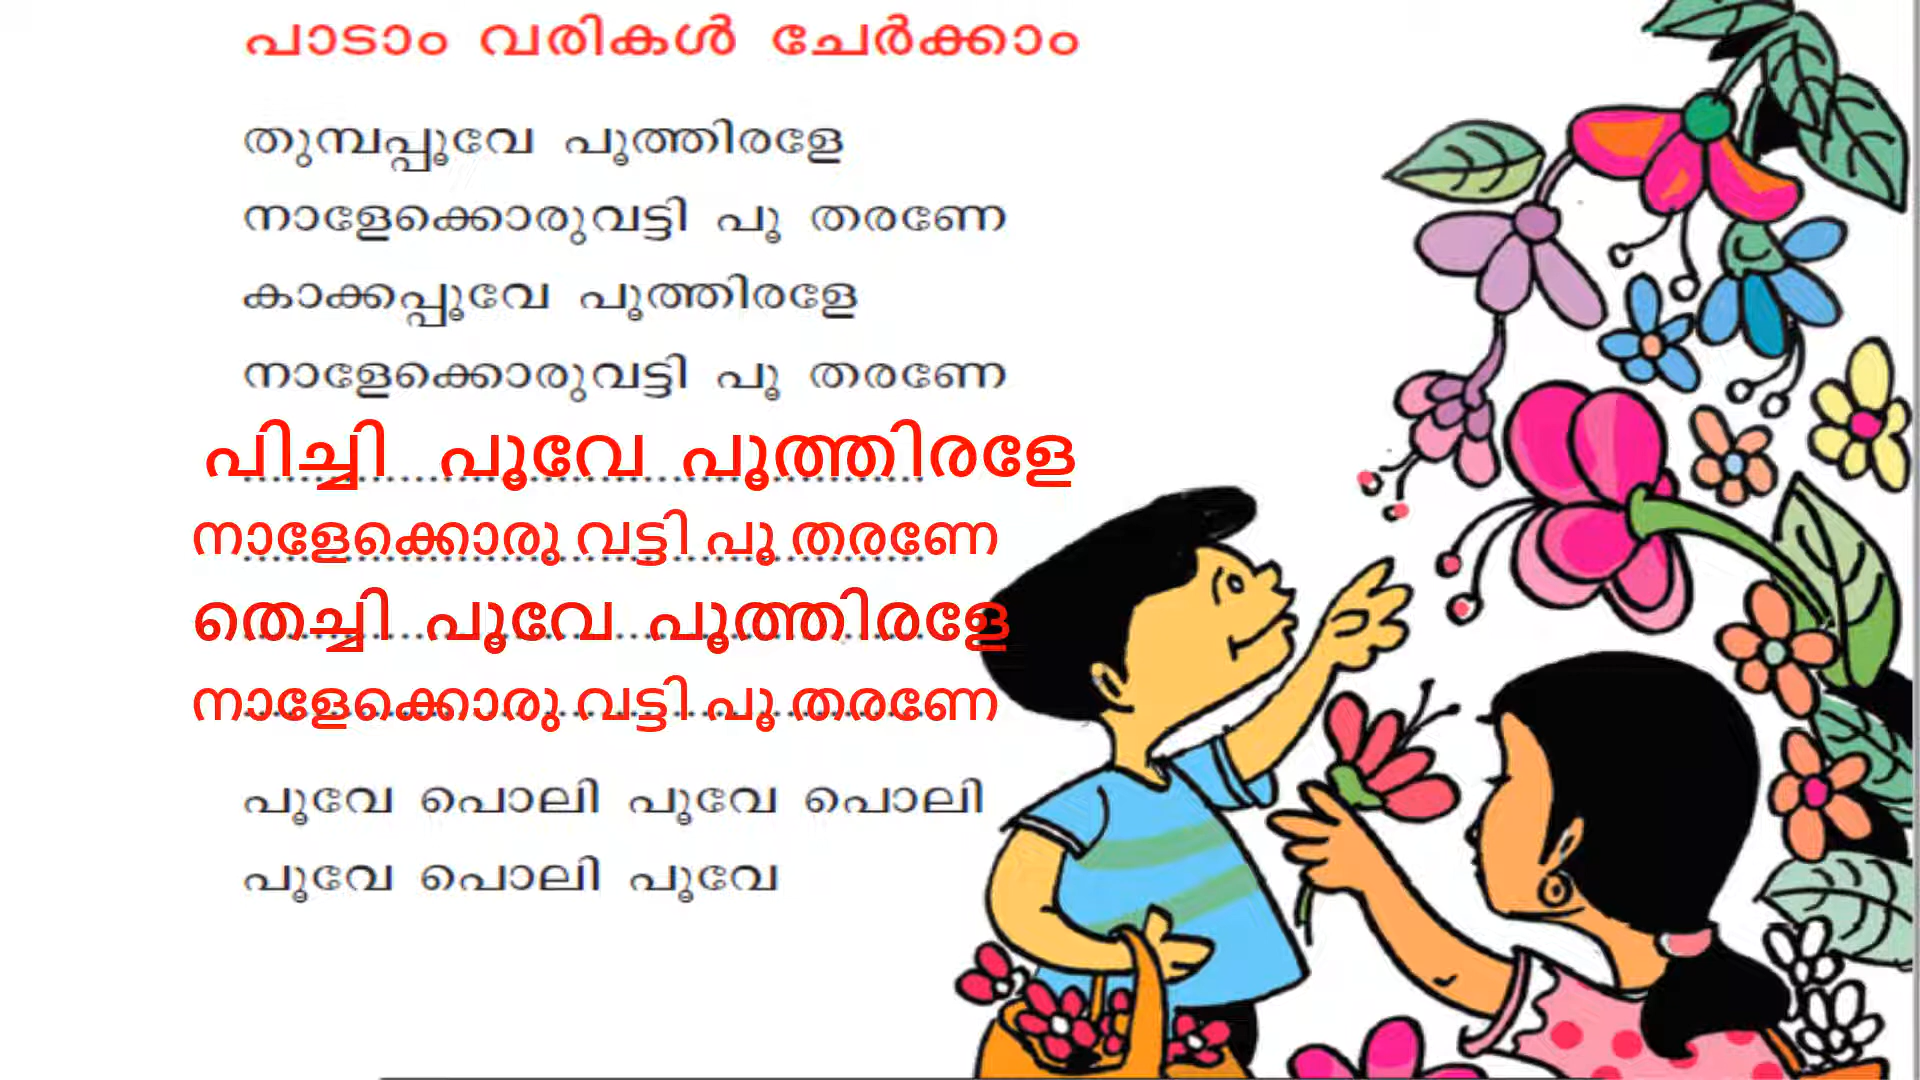 പാടാം വരികൾ ചേർക്കാം
തുമ്പപ്പൂവേ പൂത്തിരളേ
നാളേക്കൊരുവട്ടി പൂ തരണേ
കാക്കപ്പൂവേ പൂത്തിരളേ
നാളേക്കൊരുവട്ടി പൂ തരണേ
പിച്ചി പൂവേ പൂത്തിരളേ
നാളേക്കൊരു വട്ടി പൂ തരണേ
തെച്ചി പൂവേ പൂത്തിരളേ
നാളേക്കൊരു വട്ടി പൂ തരണേ
പൂവേ പൊലി പൂവേ പൊലി
പൂവേ പൊലി പൂവേ